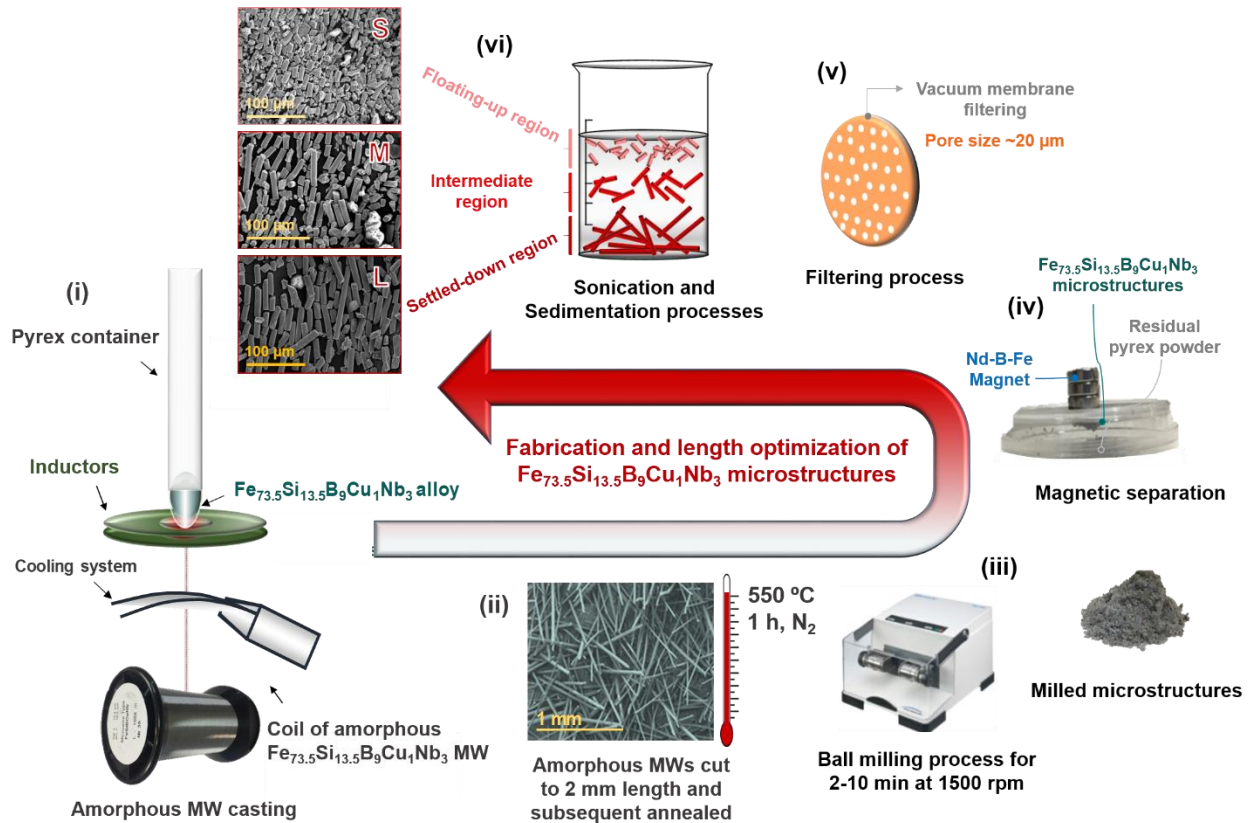 (i)
Pyrex container
Inductors
Fe73.5Si13.5B9Cu1Nb3 alloy
Cooling system
Coil of amorphous
Fe73.5Si13.5B9Cu1Nb3 MW
Amorphous MW casting
(ii)
1 mm
550 ºC
1 h, N2
Amorphous MWs cut
to 2 mm length and
subsequent annealed
(iii)
Ball milling process for
2-10 min at 1500 rpm
Milled microstructures
(iv)
Fe73.5Si13.5B9Cu1Nb3
microstructures
Residual
pyrex powder
Nd-B-Fe
Magnet
Magnetic separation
(v)
Vacuum membrane
filtering
Pore size ~20 µm
Filtering process
(vi)
Floating-up region
Intermediate
region
Settled-down region
Sonication and
Sedimentation processes
S
100 µm
M
100 µm
L
100 µm
Fabrication and length optimization of
Fe73.5Si13.5B9Cu1Nb3 microstructures